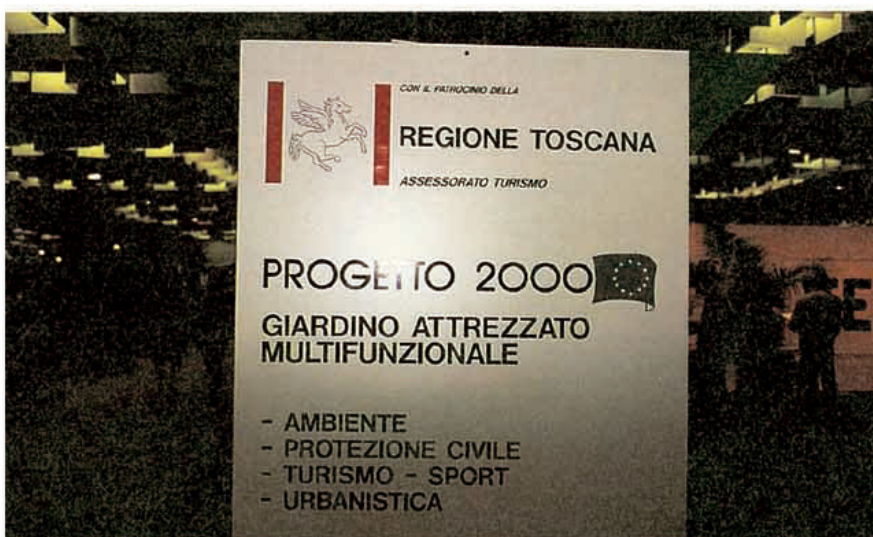 CON IL PATROCINIO DELLA
REGIONE TOSCANA
ASSESSORATO TURISMO
PROGETTO 2000
GIARDINO ATTREZZATO
MULTIFUNZIONALE
- AMBIENTE
- PROTEZIONE CIVILE
- TURISMO - SPORT
- URBANISTICA